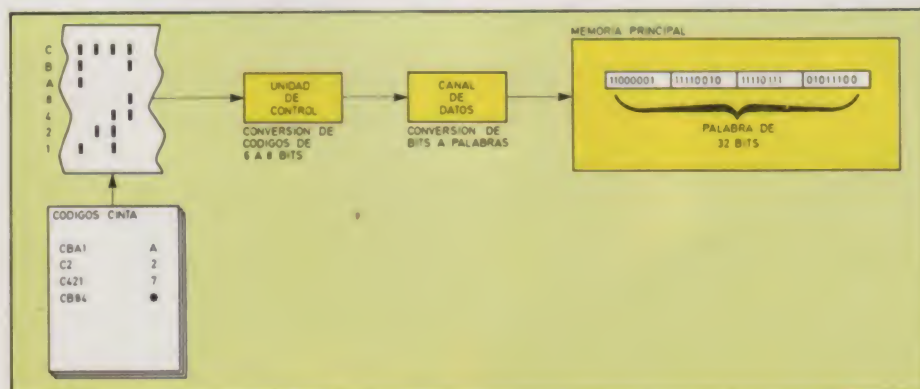 C
B
A
8
4
2
1
UNIDAD
DE
CONTROL
CONVERSION DE
CODIGOS DE
6 A 8 BITS
CANAL
DE
DATOS
CONVERSION DE
BITS A PALABRAS
MEMORIA PRINCIPAL
11000001 11110010 11110111 01011100
PALABRA DE
32 BITS
CODIGOS CINTA
CBA1 A
C2 2
C421 7
CB84 ●